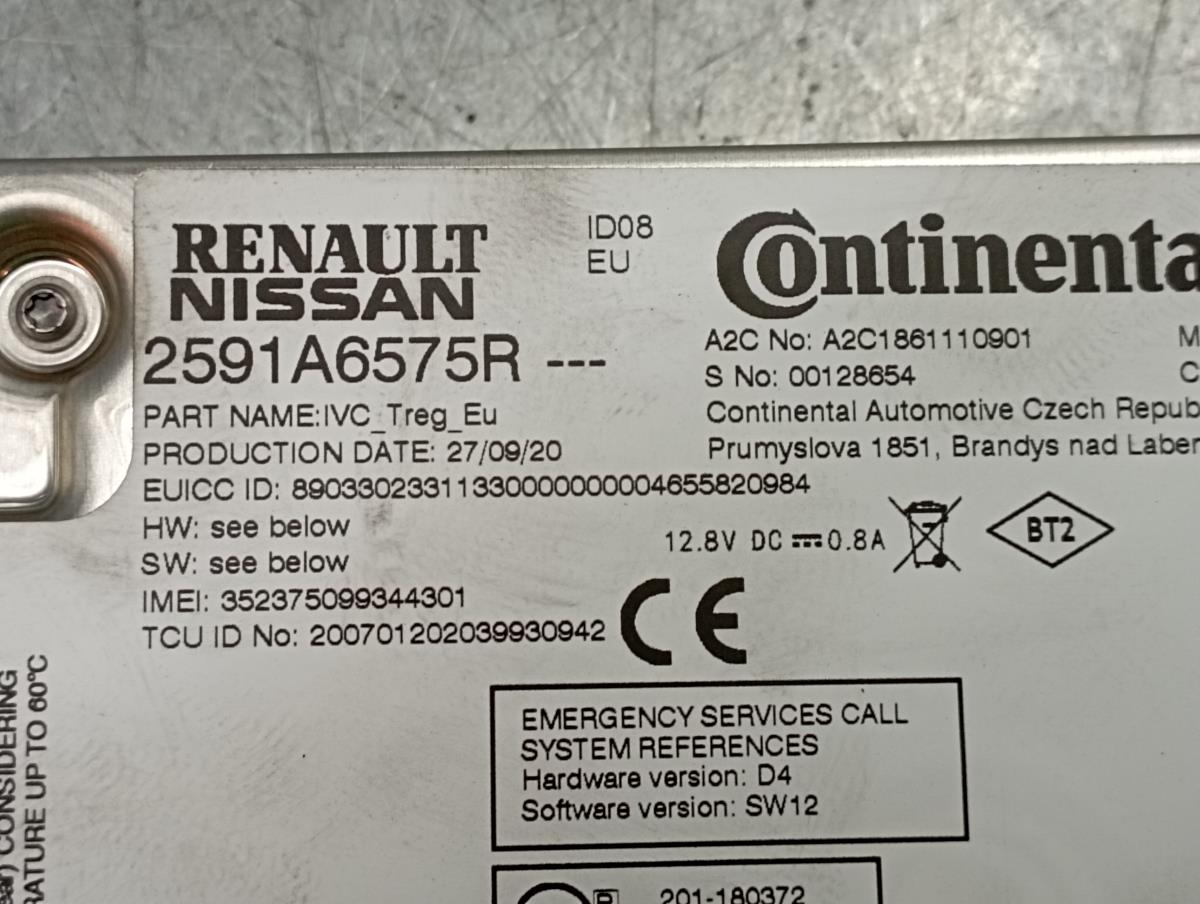 RENAULT
NISSAN
ID08
EU
Continenta
2591A6575R ---
PART NAME:IVC_Treg_Eu
PRODUCTION DATE: 27/09/20
EUICC ID: 89033023311330000000004655820984
HW: see below
SW: see below
IMEI: 352375099344301
TCU ID No: 200701202039930942
A2C No: A2C1861110901
M
S No: 00128654
C
Continental Automotive Czech Repub
Prumyslova 1851, Brandys nad Laber
12.8V DC 0.8A
BT2
CE
EMERGENCY SERVICES CALL
SYSTEM REFERENCES
Hardware version: D4
Software version: SW12
201-180372
CONSIDERING
RATURE UP TO 60°C